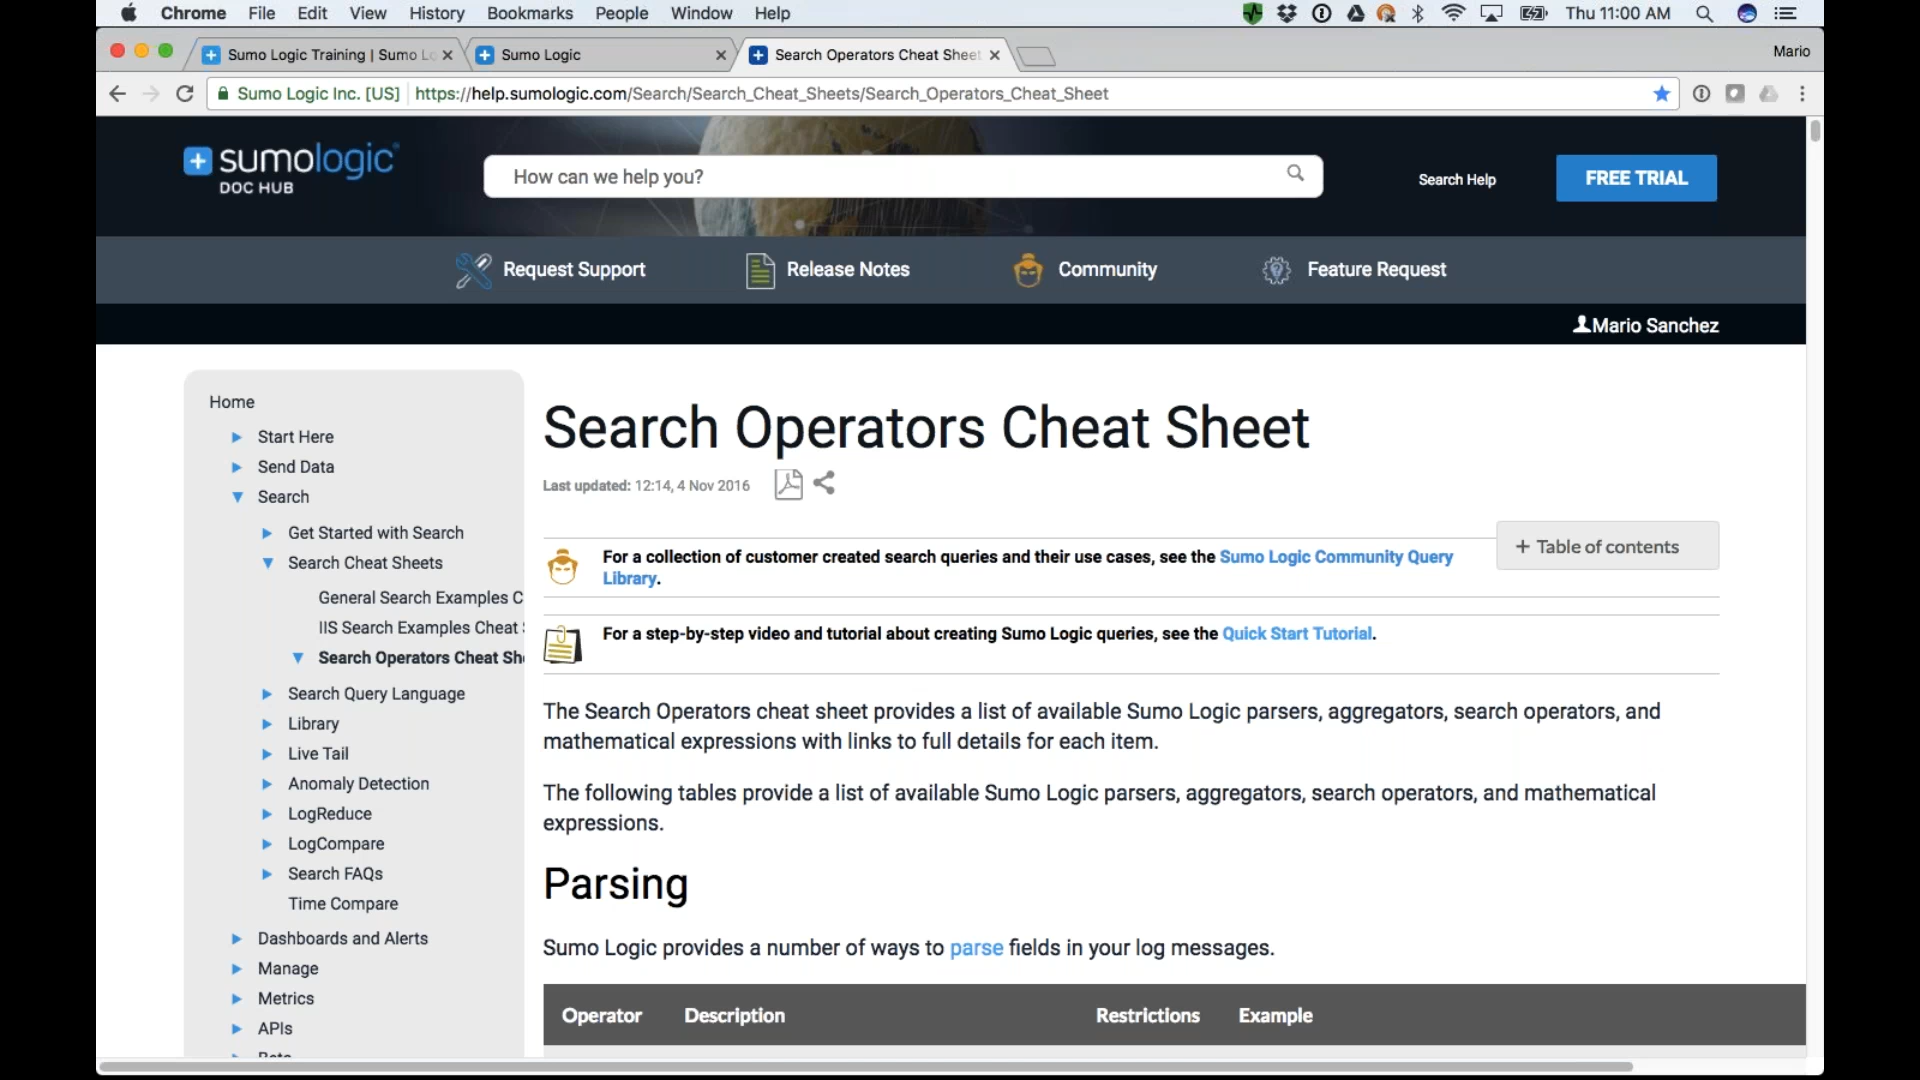 Chrome File Edit View History Bookmarks People Window Help Thu 11:00 AM
Sumo Logic Training | Sumo Lo Sumo Logic Search Operators Cheat Sheet Mario
Sumo Logic Inc. [US] https://help.sumologic.com/Search/Search_Cheat_Sheets/Search_Operators_Cheat_Sheet
sumologic
DOC HUB
How can we help you?
Search Help
FREE TRIAL
Request Support Release Notes Community Feature Request
Mario Sanchez
Home
Start Here
Send Data
Search
Get Started with Search
Search Cheat Sheets
General Search Examples C
IIS Search Examples Cheat
Search Operators Cheat She
Search Query Language
Library
Live Tail
Anomaly Detection
LogReduce
LogCompare
Search FAQs
Time Compare
Dashboards and Alerts
Manage
Metrics
APIs
Search Operators Cheat Sheet
Last updated: 12:14, 4 Nov 2016
+ Table of contents
For a collection of customer created search queries and their use cases, see the Sumo Logic Community Query
Library.
For a step-by-step video and tutorial about creating Sumo Logic queries, see the Quick Start Tutorial.
The Search Operators cheat sheet provides a list of available Sumo Logic parsers, aggregators, search operators, and
mathematical expressions with links to full details for each item.
The following tables provide a list of available Sumo Logic parsers, aggregators, search operators, and mathematical
expressions.
Parsing
Sumo Logic provides a number of ways to parse fields in your log messages.
Operator Description Restrictions Example